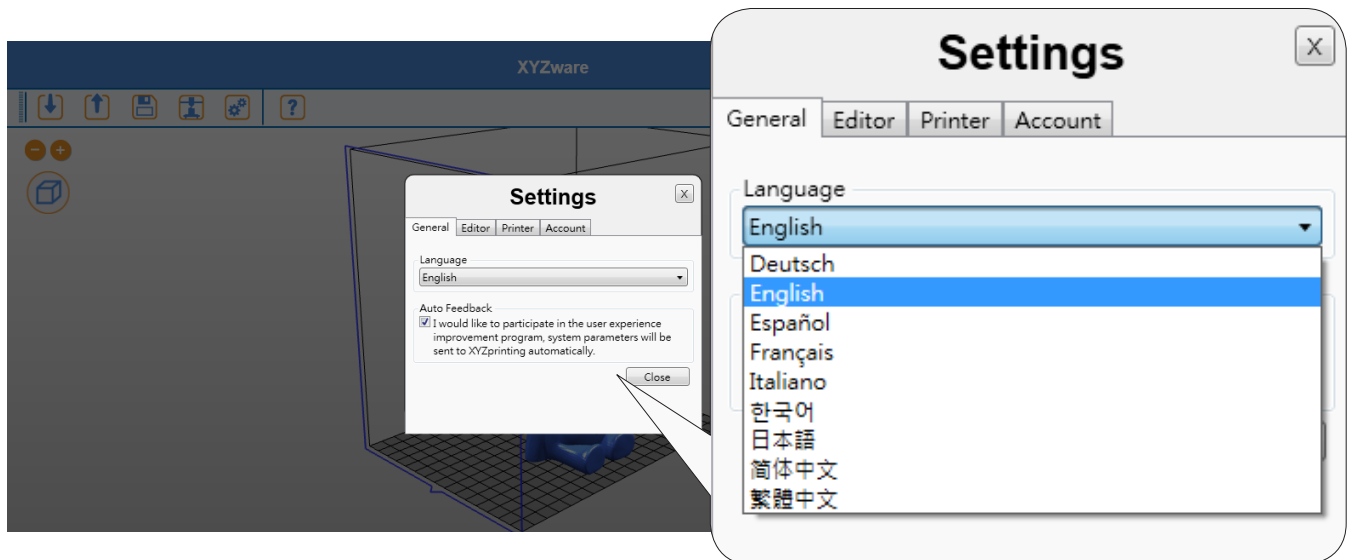 XYZware
?
Settings
X
General Editor Printer Account
Language
English
Auto Feedback
I would like to participate in the user experience
improvement program, system parameters will be
sent to XYZprinting automatically.
Close
Settings
X
General Editor Printer Account
Language
English
Deutsch
English
Español
Français
Italiano
한국어
日本語
简体中文
繁體中文